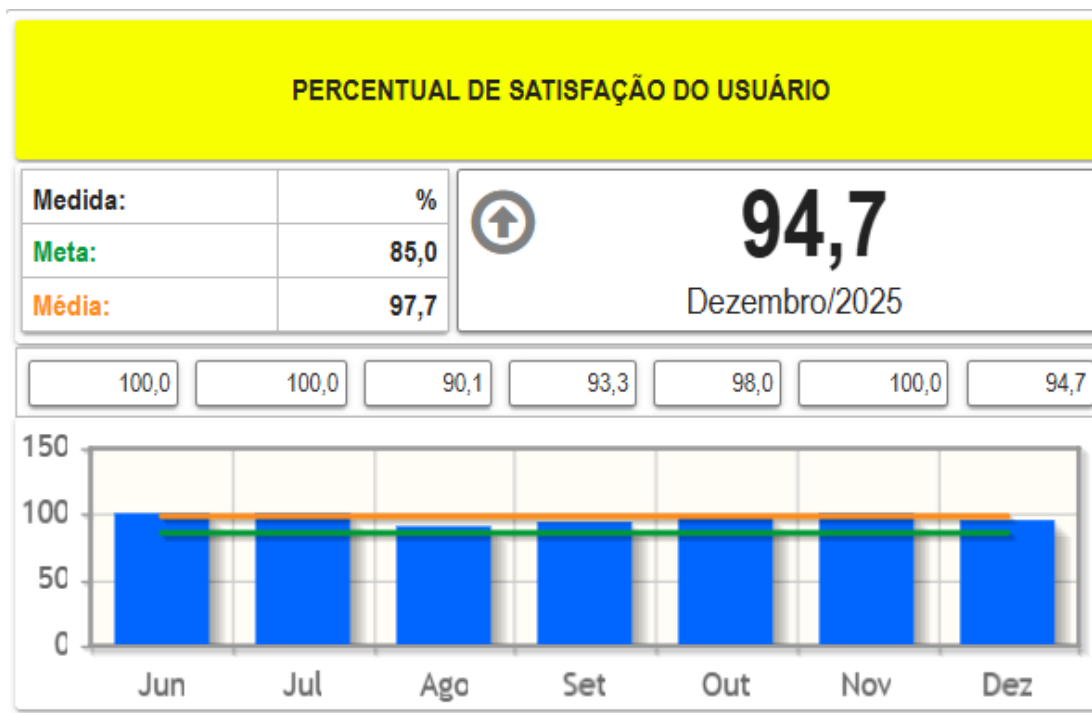 PERCENTUAL DE SATISFAÇÃO DO USUÁRIO
Medida: %
Meta: 85,0
Média: 97,7
94,7
Dezembro/2025
100,0 100,0 90,1 93,3 98,0 100,0 94,7
150
100
50
0
Jun Jul Ago Set Out Nov Dez